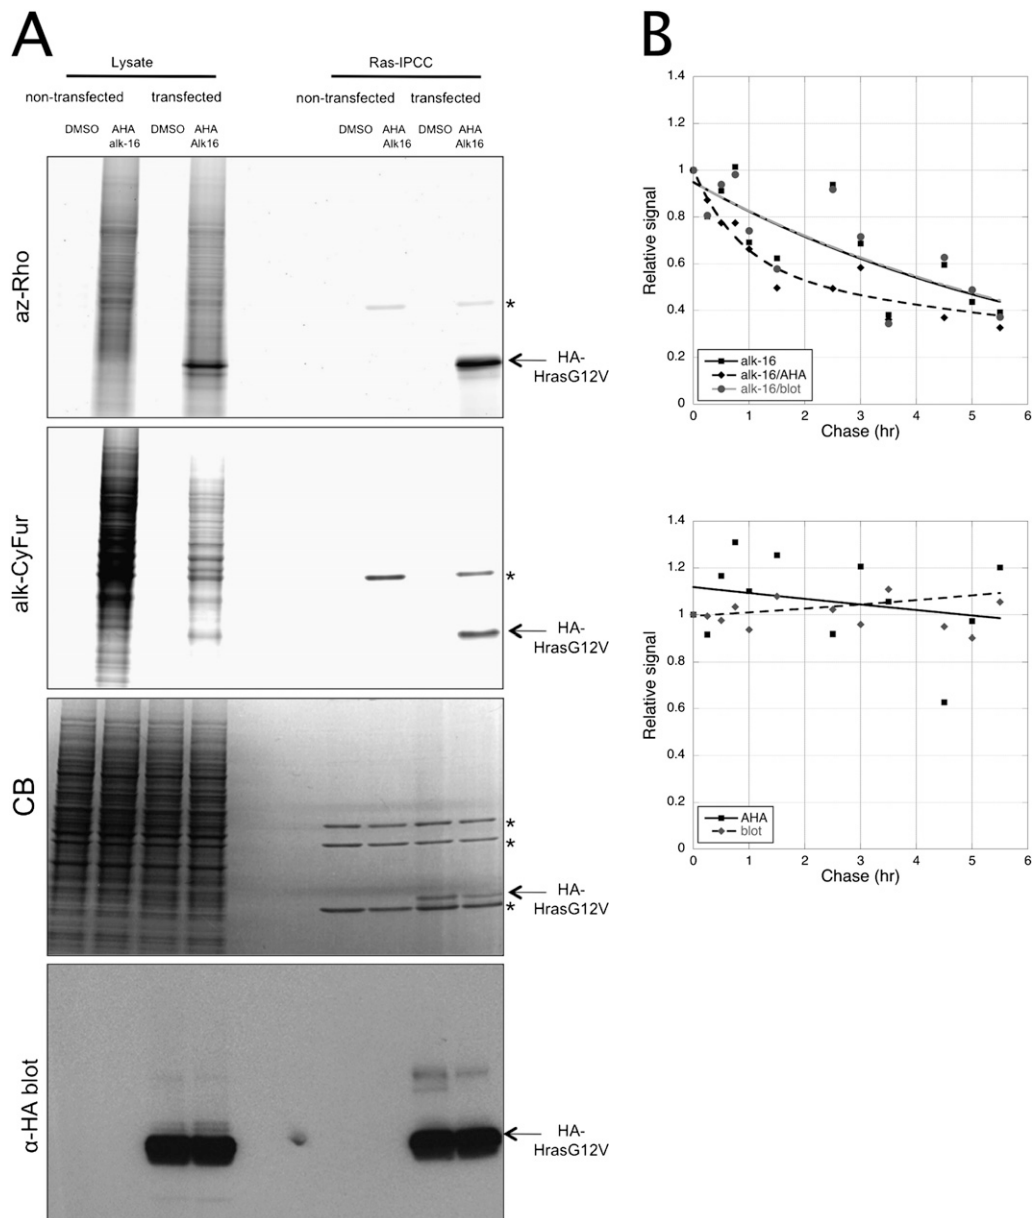 A
Lysate
Ras-IPCC
non-transfected transfected
non-transfected transfected
DMSO AHA alk-16 DMSO AHA Alk16
DMSO AHA Alk16 DMSO AHA Alk16
az-Rho
*
HA-
HrasG12V
alk-CyFur
*
HA-
HrasG12V
CB
*
*
HA-
HrasG12V
*
α-HA blot
HA-
HrasG12V
B
1.4
1.2
1
0.8
0.6
0.4
0.2
0
Relative signal
alk-16
alk-16/AHA
alk-16/blot
0 1 2 3 4 5 6
Chase (hr)
1.4
1.2
1
0.8
0.6
0.4
0.2
0
Relative signal
AHA
blot
0 1 2 3 4 5 6
Chase (hr)